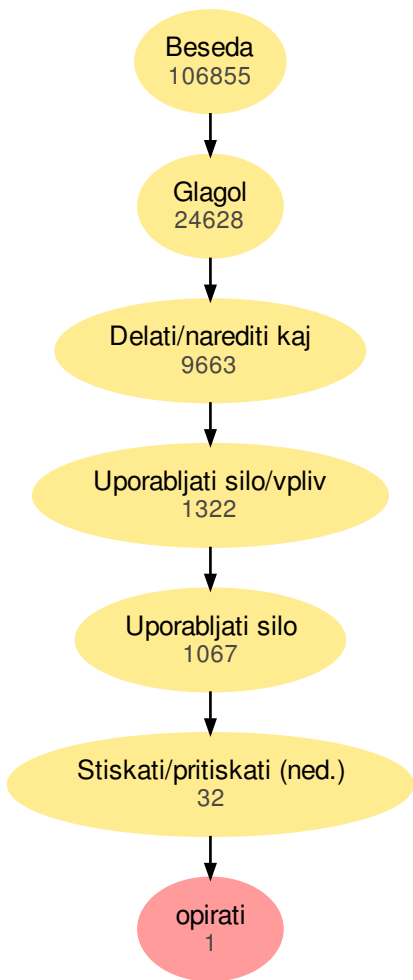 Beseda
106855
Glagol
24628
Delati/narediti kaj
9663
Uporabljati silo/vpliv
1322
Uporabljati silo
1067
Stiskati/pritiskati (ned.)
32
opirati
1